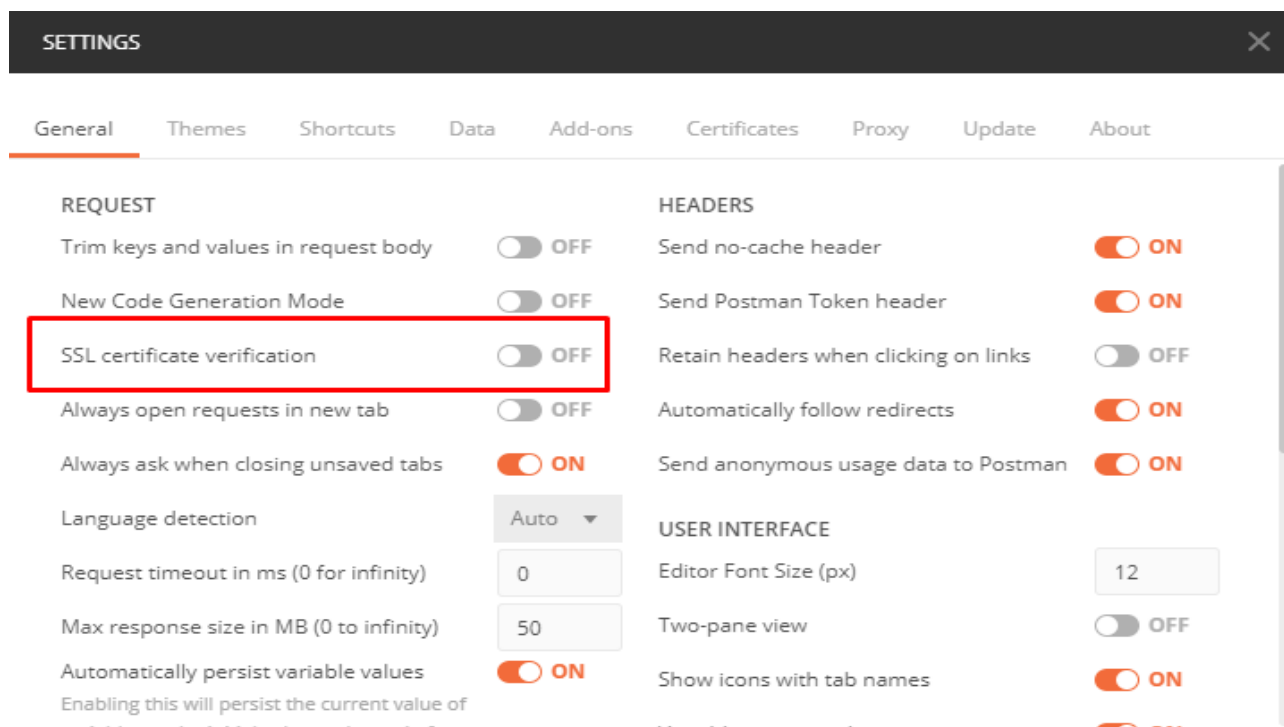 SETTINGS
General Themes Shortcuts Data Add-ons Certificates Proxy Update About
REQUEST
Trim keys and values in request body OFF
New Code Generation Mode OFF
SSL certificate verification OFF
Always open requests in new tab OFF
Always ask when closing unsaved tabs ON
Language detection Auto
Request timeout in ms (0 for infinity) 0
Max response size in MB (0 to infinity) 50
Automatically persist variable values ON
Enabling this will persist the current value of
HEADERS
Send no-cache header ON
Send Postman Token header ON
Retain headers when clicking on links OFF
Automatically follow redirects ON
Send anonymous usage data to Postman ON
USER INTERFACE
Editor Font Size (px) 12
Two-pane view OFF
Show icons with tab names ON